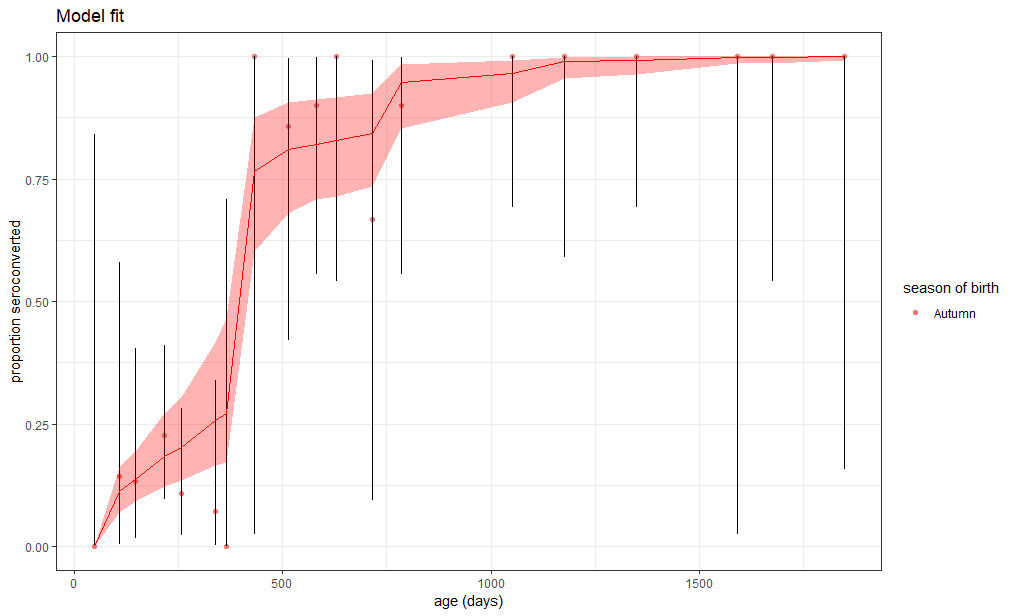 Model fit
1.00
0.75
0.50
0.25
0.00
proportion seroconverted
0
500
1000
1500
age (days)
season of birth
Autumn